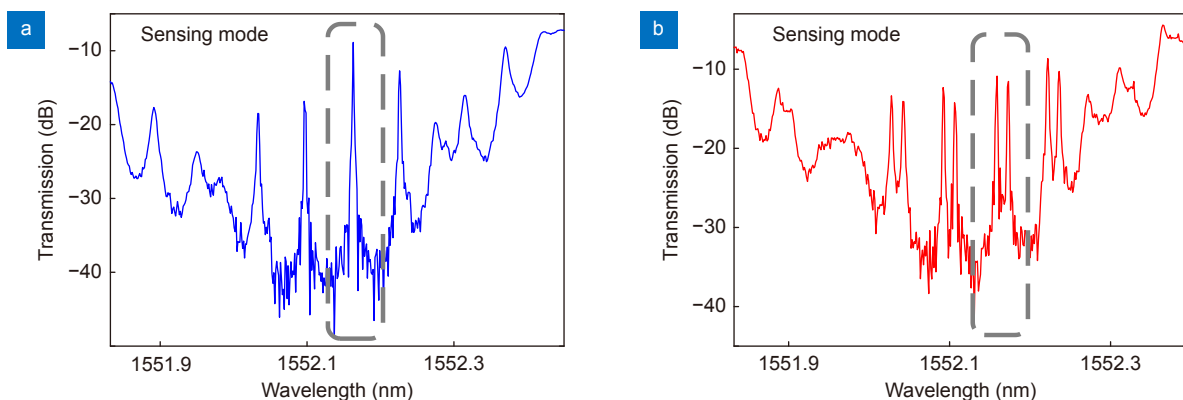 a
Sensing mode
−10
−20
−30
−40
Transmission (dB)
1551.9
1552.1
1552.3
Wavelength (nm)
b
Sensing mode
−10
−20
−30
−40
Transmission (dB)
1551.9
1552.1
1552.3
Wavelength (nm)